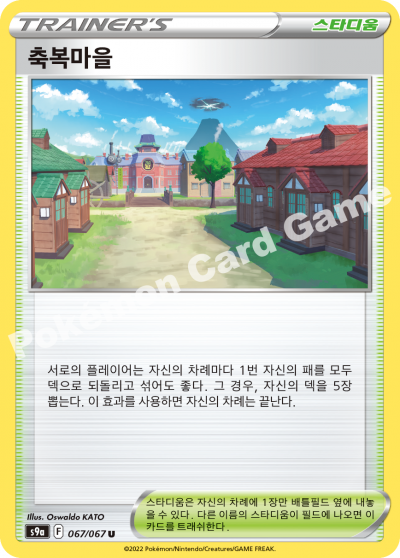 TRAINER'S
스타디움
축복마을
Pokémon Card Game
서로의 플레이어는 자신의 차례마다 1번 자신의 패를 모두
덱으로 되돌리고 섞어도 좋다. 그 경우, 자신의 덱을 5장
뽑는다. 이 효과를 사용하면 자신의 차례는 끝난다.
Illus. Oswaldo KATO
s9a F 067/067 U
스타디움은 자신의 차례에 1장만 배틀필드 옆에 내놓
을 수 있다. 다른 이름의 스타디움이 필드에 나오면 이
카드를 트래쉬한다.
©2022 Pokémon/Nintendo/Creatures/GAME FREAK.